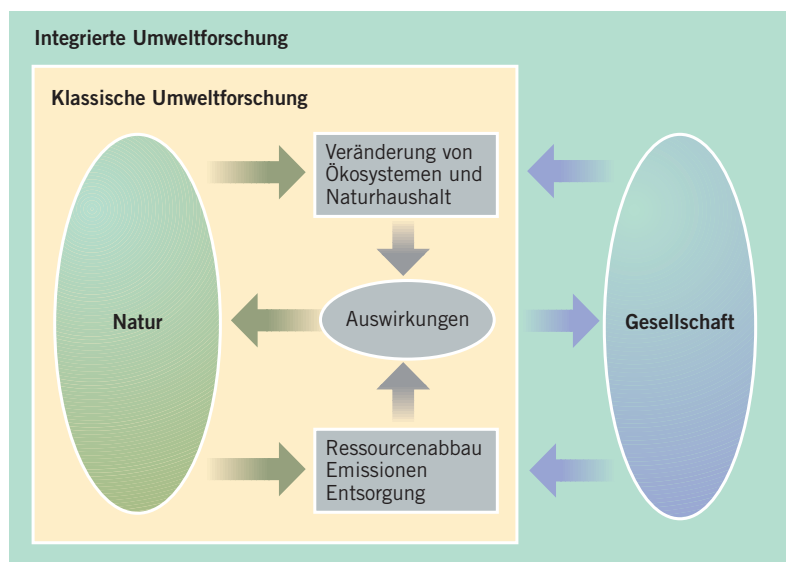 Integrierte Umweltforschung
Klassische Umweltforschung
Veränderung von
Ökosystemen und
Naturhaushalt
Natur
Auswirkungen
Gesellschaft
Ressourcenabbau
Emissionen
Entsorgung